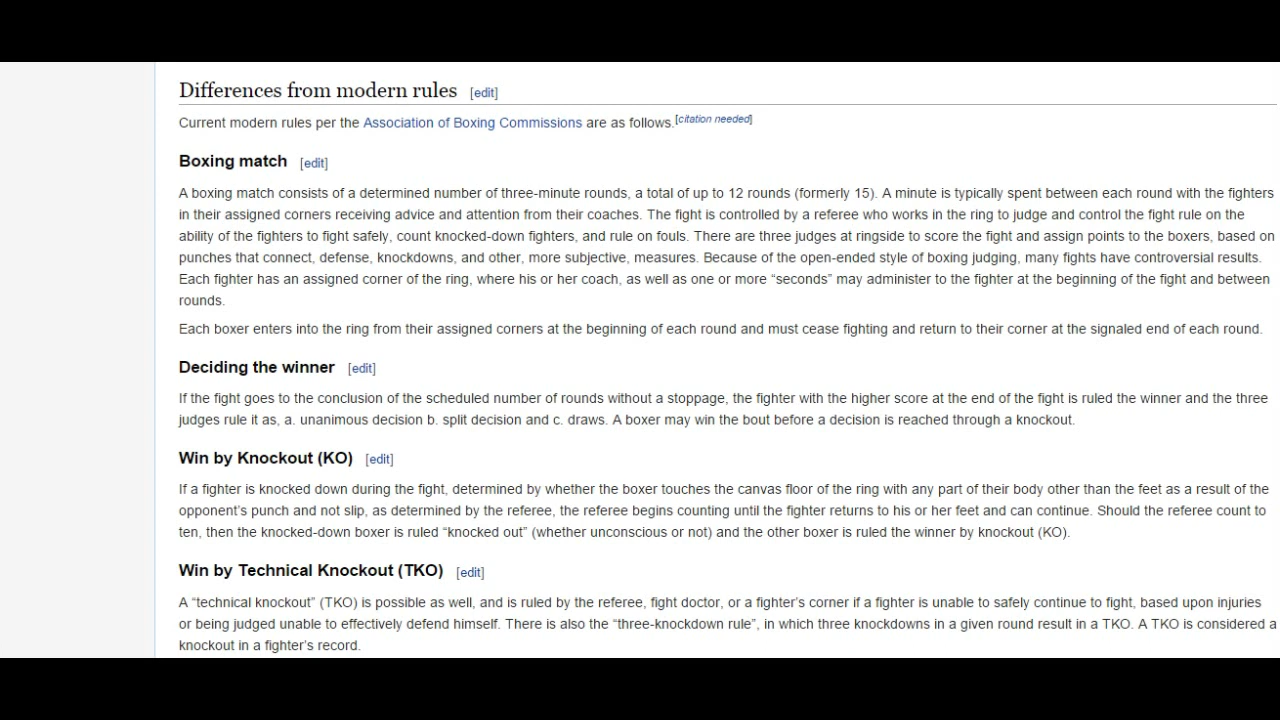 Differences from modern rules [edit]
Current modern rules per the Association of Boxing Commissions are as follows.[citation needed]
Boxing match [edit]
A boxing match consists of a determined number of three-minute rounds, a total of up to 12 rounds (formerly 15). A minute is typically spent between each round with the fighters
in their assigned corners receiving advice and attention from their coaches. The fight is controlled by a referee who works in the ring to judge and control the fight rule on the
ability of the fighters to fight safely, count knocked-down fighters, and rule on fouls. There are three judges at ringside to score the fight and assign points to the boxers, based on
punches that connect, defense, knockdowns, and other, more subjective, measures. Because of the open-ended style of boxing judging, many fights have controversial results.
Each fighter has an assigned corner of the ring, where his or her coach, as well as one or more “seconds” may administer to the fighter at the beginning of the fight and between
rounds.
Each boxer enters into the ring from their assigned corners at the beginning of each round and must cease fighting and return to their corner at the signaled end of each round.
Deciding the winner [edit]
If the fight goes to the conclusion of the scheduled number of rounds without a stoppage, the fighter with the higher score at the end of the fight is ruled the winner and the three
judges rule it as, a. unanimous decision b. split decision and c. draws. A boxer may win the bout before a decision is reached through a knockout.
Win by Knockout (KO) [edit]
If a fighter is knocked down during the fight, determined by whether the boxer touches the canvas floor of the ring with any part of their body other than the feet as a result of the
opponent’s punch and not slip, as determined by the referee, the referee begins counting until the fighter returns to his or her feet and can continue. Should the referee count to
ten, then the knocked-down boxer is ruled “knocked out” (whether unconscious or not) and the other boxer is ruled the winner by knockout (KO).
Win by Technical Knockout (TKO) [edit]
A “technical knockout” (TKO) is possible as well, and is ruled by the referee, fight doctor, or a fighter’s corner if a fighter is unable to safely continue to fight, based upon injuries
or being judged unable to effectively defend himself. There is also the “three-knockdown rule”, in which three knockdowns in a given round result in a TKO. A TKO is considered a
knockout in a fighter’s record.